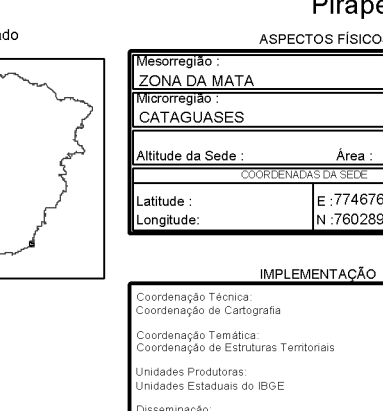 Pirape
do
ASPECTOS FÍSICO
Mesorregião :
ZONA DA MATA
Microrregião :
CATAGUASES
Altitude da Sede : Área :
COORDENADAS DA SEDE
Latitude : E :774676
Longitude: N :760289
IMPLEMENTAÇÃO
Coordenação Técnica:
Coordenação de Cartografia
Coordenação Temática:
Coordenação de Estruturas Territoriais
Unidades Produtoras:
Unidades Estaduais do IBGE
Disseminação: